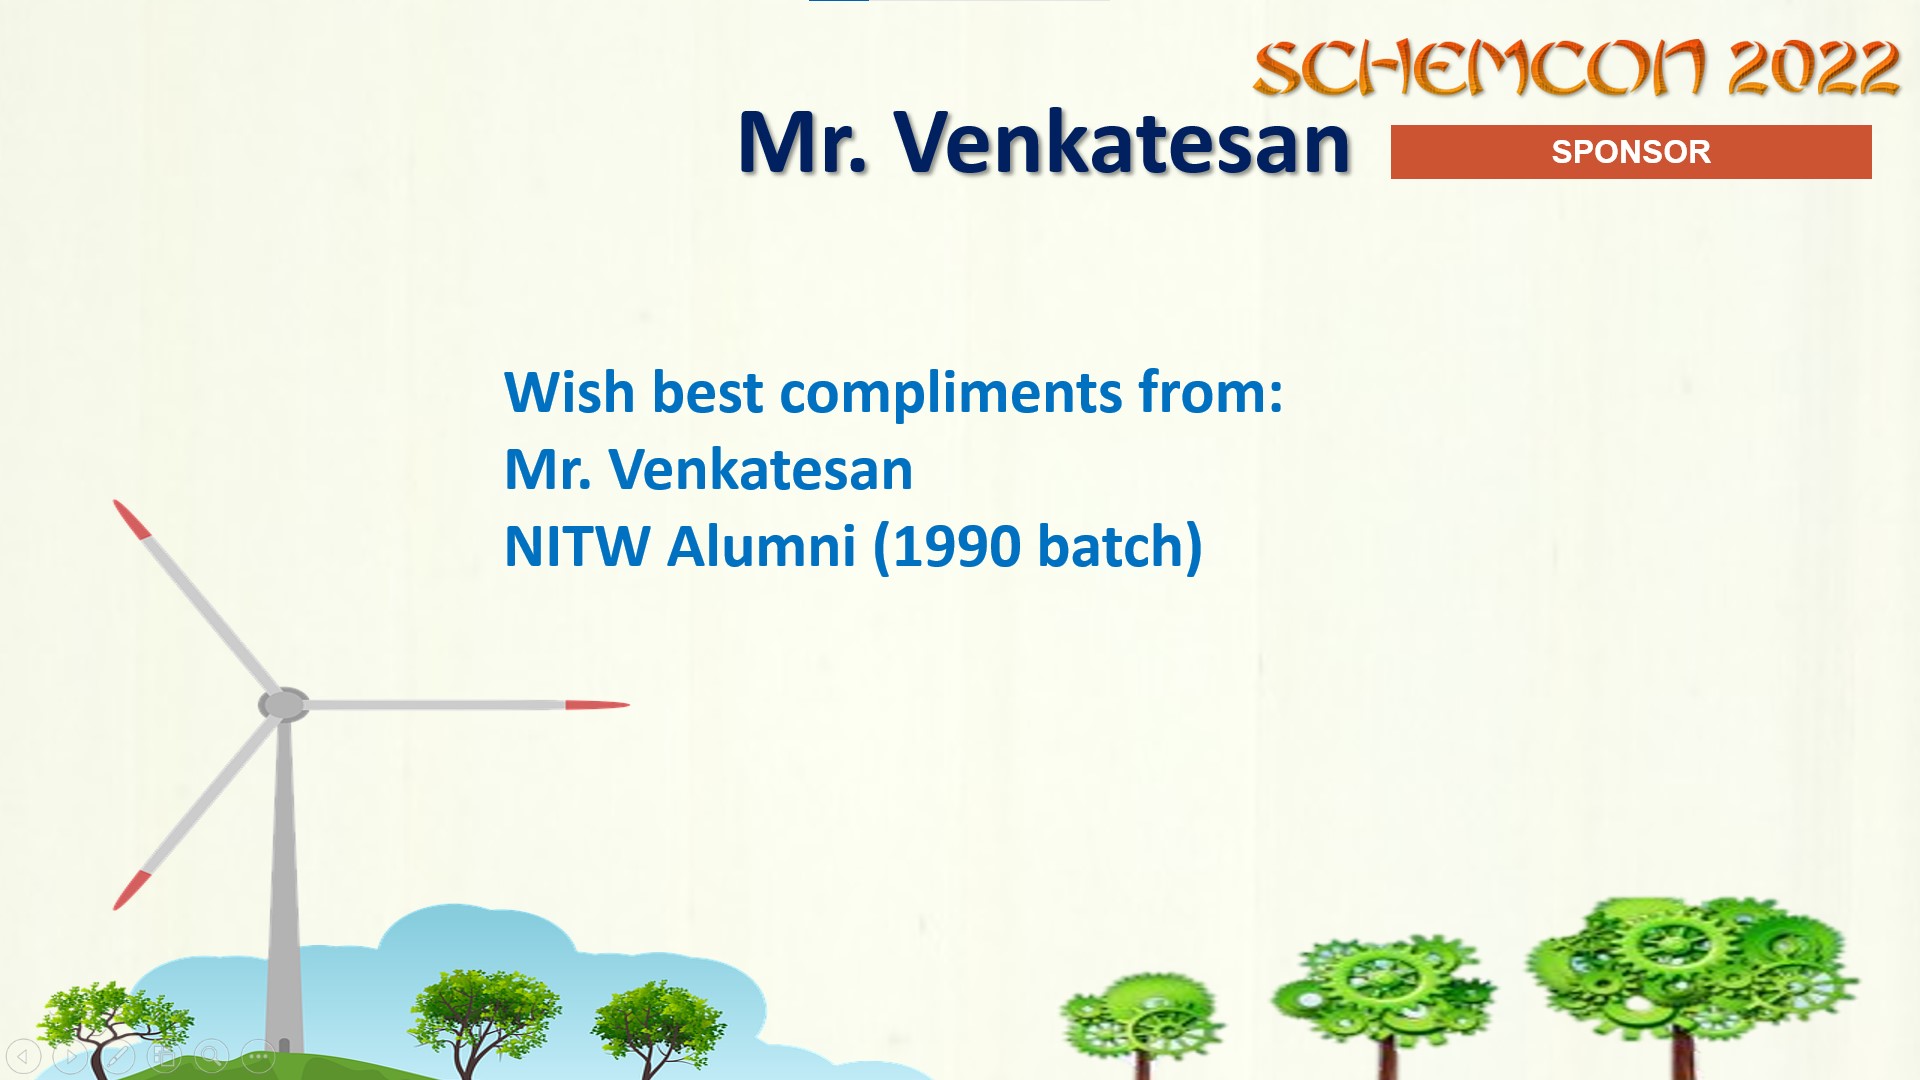 SCHEMCON 2022
Mr. Venkatesan
SPONSOR
Wish best compliments from:
Mr. Venkatesan
NITW Alumni (1990 batch)